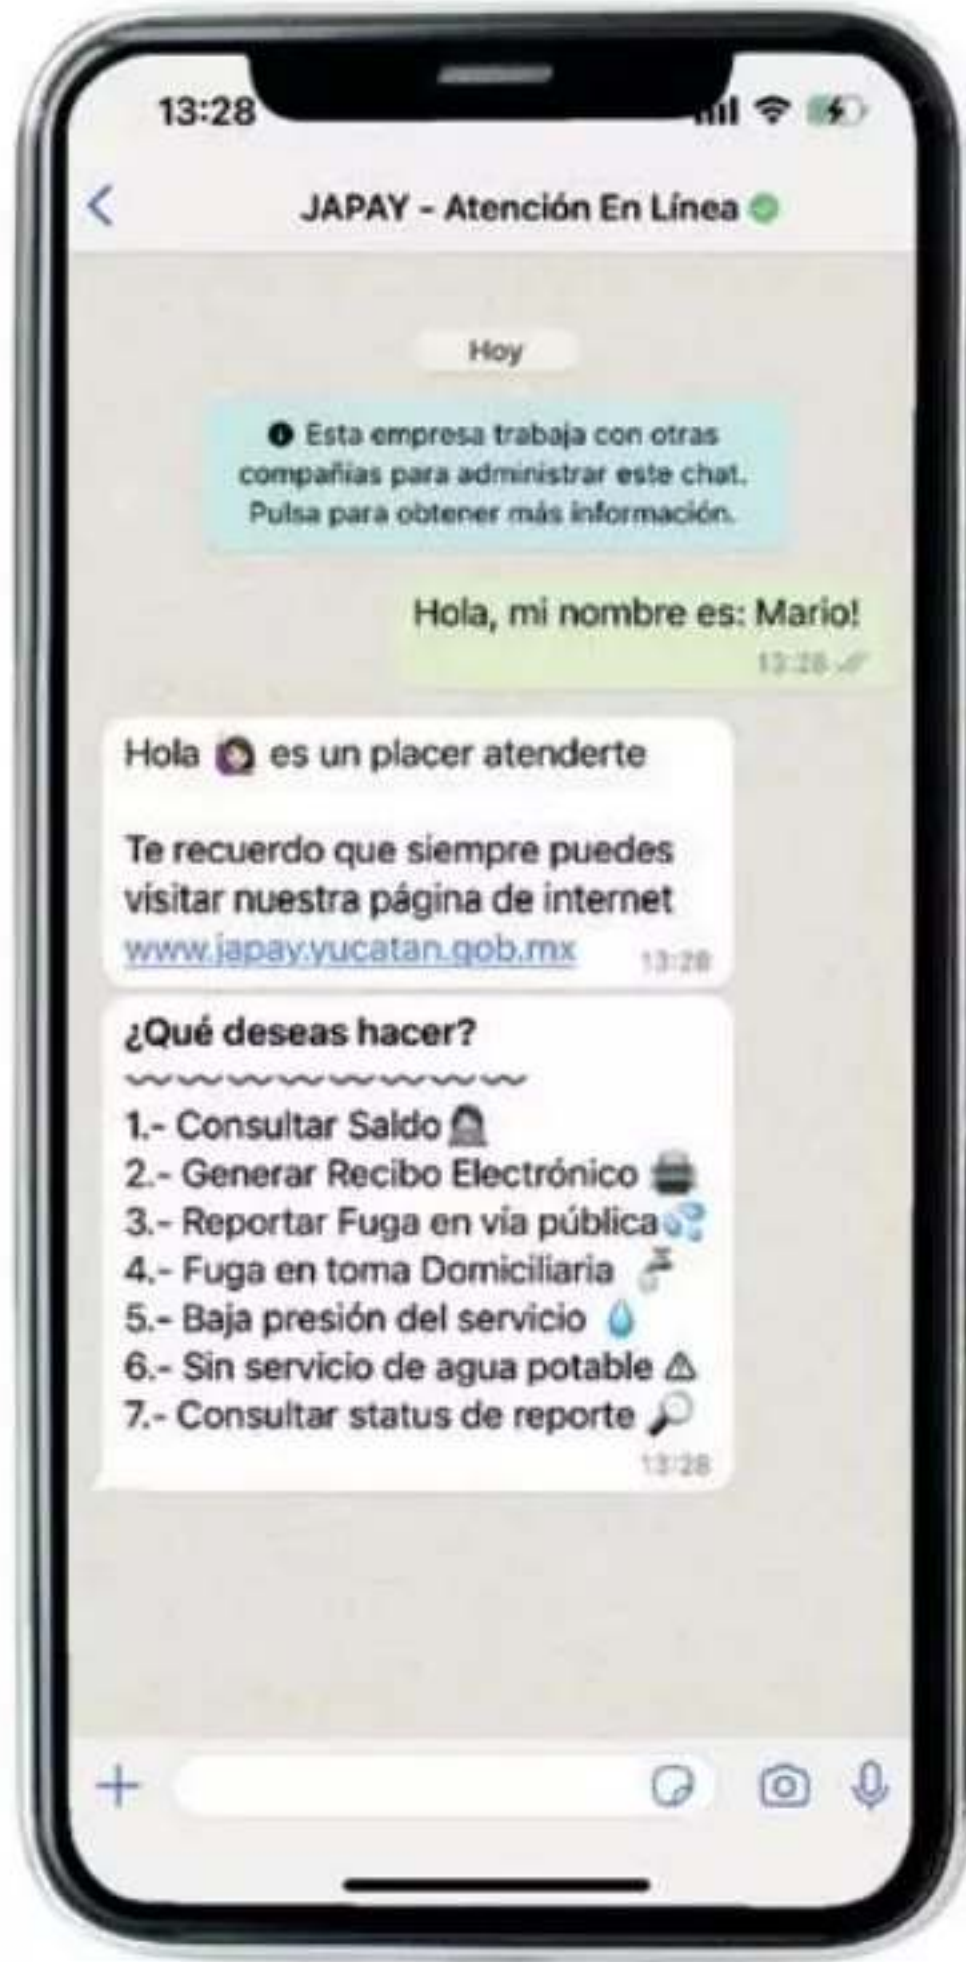 13:28
JAPAY - Atención En Línea
Hoy
Esta empresa trabaja con otras
compañías para administrar este chat.
Pulsa para obtener más información.
Hola, mi nombre es: Mario!
13:28
Hola 🙋🏻‍♀️ es un placer atenderte
Te recuerdo que siempre puedes
visitar nuestra página de internet
www.japay.yucatan.gob.mx 13:28
¿Qué deseas hacer?
1.- Consultar Saldo
2.- Generar Recibo Electrónico
3.- Reportar Fuga en vía pública💦
4.- Fuga en toma Domiciliaria
5.- Baja presión del servicio 💧
6.- Sin servicio de agua potable ⚠
7.- Consultar status de reporte 🔎
13:28